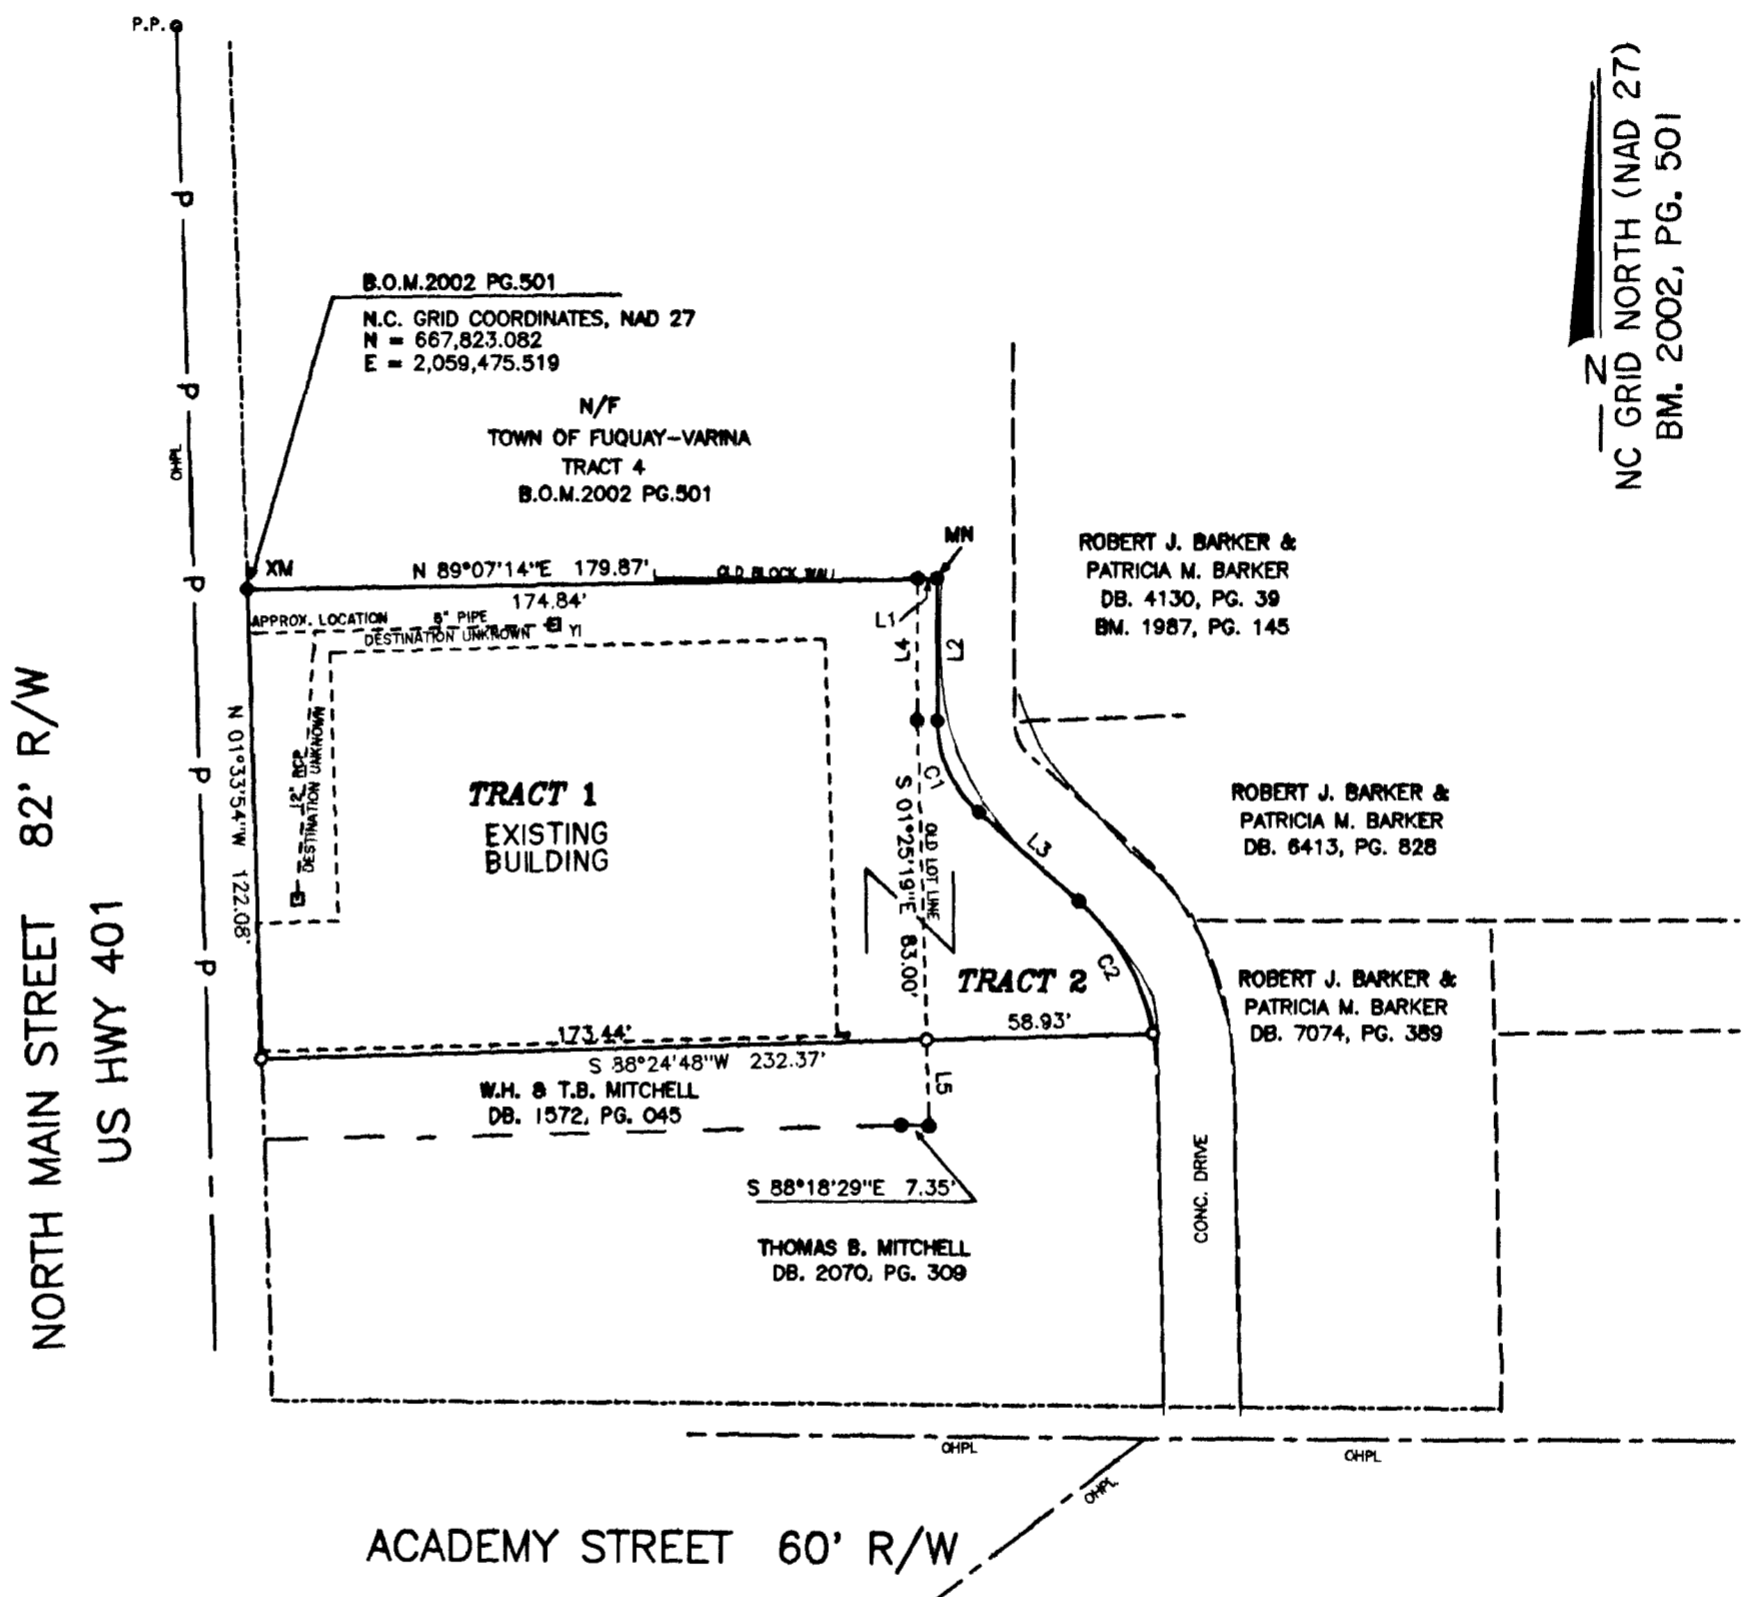 P.P.
P
P
P
P
P
OHPL
B.O.M.2002 PG.501
N.C. GRID COORDINATES, NAD 27
N = 667,823.082
E = 2,059,475.519
N/F
TOWN OF FUQUAY-VARINA
TRACT 4
B.O.M.2002 PG.501
NC GRID NORTH (NAD 27)
BM. 2002, PG. 501
N
XM
MN
N 89°07'14"E 179.87'
OLD BLOCK WALL
174.84'
L1
L4
L2
APPROX. LOCATION
PIPE
DESTINATION UNKNOWN
YI
12" RCP
DESTINATION UNKNOWN
N 01°33'54"W 122.08'
NORTH MAIN STREET 82' R/W
US HWY 401
TRACT 1
EXISTING
BUILDING
S 01°25'19"E 83.00'
OLD LOT LINE
C1
L3
C2
TRACT 2
58.93'
173.44'
S 88°24'48"W 232.37'
W.H. & T.B. MITCHELL
DB. 1572, PG. 045
L5
S 88°18'29"E 7.35'
THOMAS B. MITCHELL
DB. 2070, PG. 309
ROBERT J. BARKER &
PATRICIA M. BARKER
DB. 4130, PG. 39
BM. 1987, PG. 145
ROBERT J. BARKER &
PATRICIA M. BARKER
DB. 6413, PG. 828
ROBERT J. BARKER &
PATRICIA M. BARKER
DB. 7074, PG. 389
CONC. DRIVE
OHPL
OHPL
OHPL
ACADEMY STREET 60' R/W